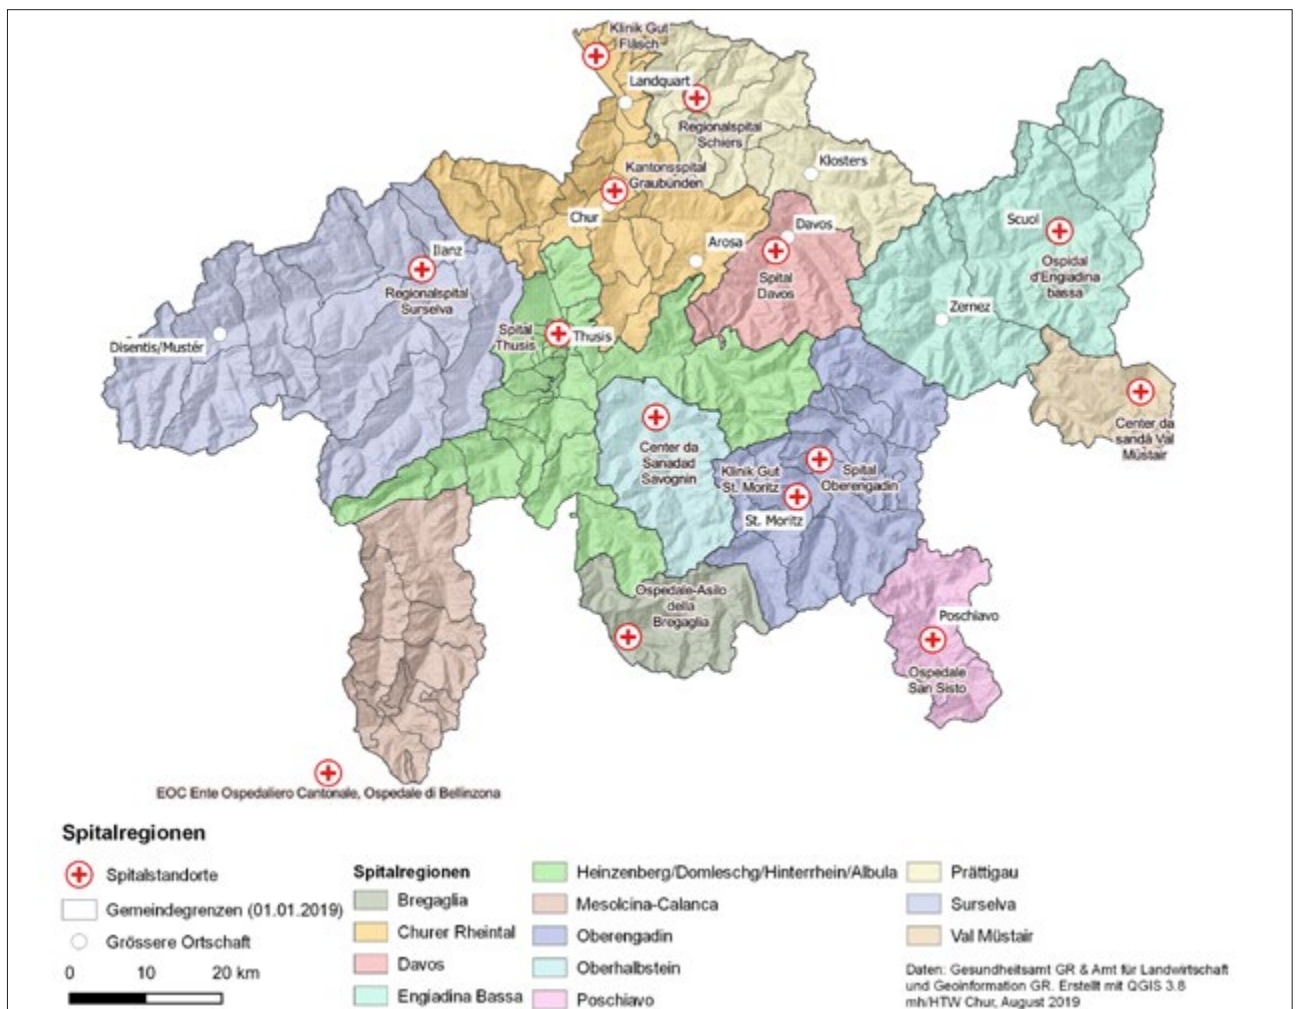 Klinik Gut
Fläsch
Landquart
Regionalspital
Schiers
Klosters
Kantonsspital
Graubünden
Chur
Arosa
Davos
Spital
Davos
Scuol
Ospidal
d'Engiadina
bassa
Zernez
Ilanz
Regionalspital
Surselva
Disentis/Mustér
Spital
Thusis
Thusis
Center da
sandà Val
Müstair
Center da
Sanadad
Savognin
Klinik Gut
St. Moritz
Spital
Oberengadin
St. Moritz
Ospedale-Asilo
della
Bregaglia
Poschiavo
Ospedale
San Sisto
EOC Ente Ospedaliero Cantonale, Ospedale di Bellinzona
Spitalregionen
Spitalstandorte
Gemeindegrenzen (01.01.2019)
Grössere Ortschaft
0 10 20 km
Spitalregionen
Bregaglia
Churer Rheintal
Davos
Engiadina Bassa
Heinzenberg/Domleschg/Hinterrhein/Albula
Mesolcina-Calanca
Oberengadin
Oberhalbstein
Poschiavo
Prättigau
Surselva
Val Müstair
Daten: Gesundheitsamt GR & Amt für Landwirtschaft
und Geoinformation GR. Erstellt mit QGIS 3.8
mh/HTW Chur, August 2019